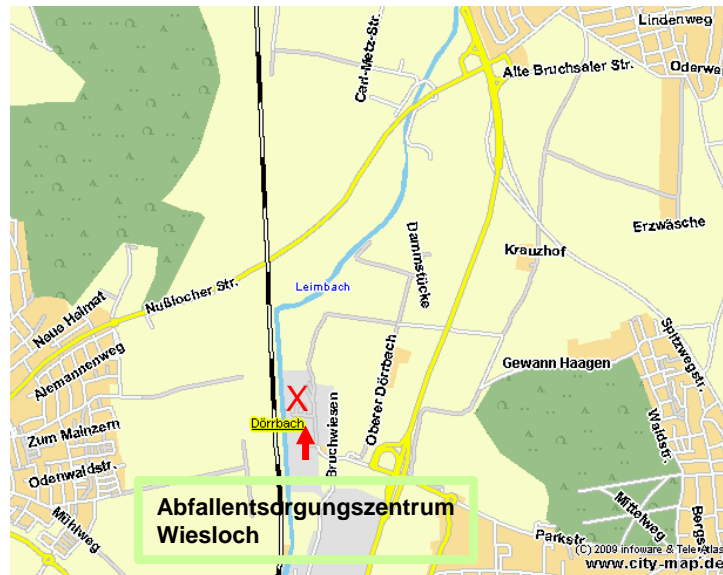 Lindenweg
Carl-Metz-Str.
Alte Bruchsaler Str.
Oderwe
Erzwäsche
Dammstücke
Krauzhof
Leimbach
Nußlocher Str.
Neue Heimat
Spitzwegstr.
Alemannenweg
Gewann Haagen
Oberer Dörrbach
X
Dörrbach
Bruchwiesen
Waldstr.
Zum Mainzern
Odenwaldstr.
Mühlweg
Mittelweg
Bergs
Parkstr.
Abfallentsorgungszentrum
Wiesloch
(C) 2009 infoware & Tele Atlas
www.city-map.de